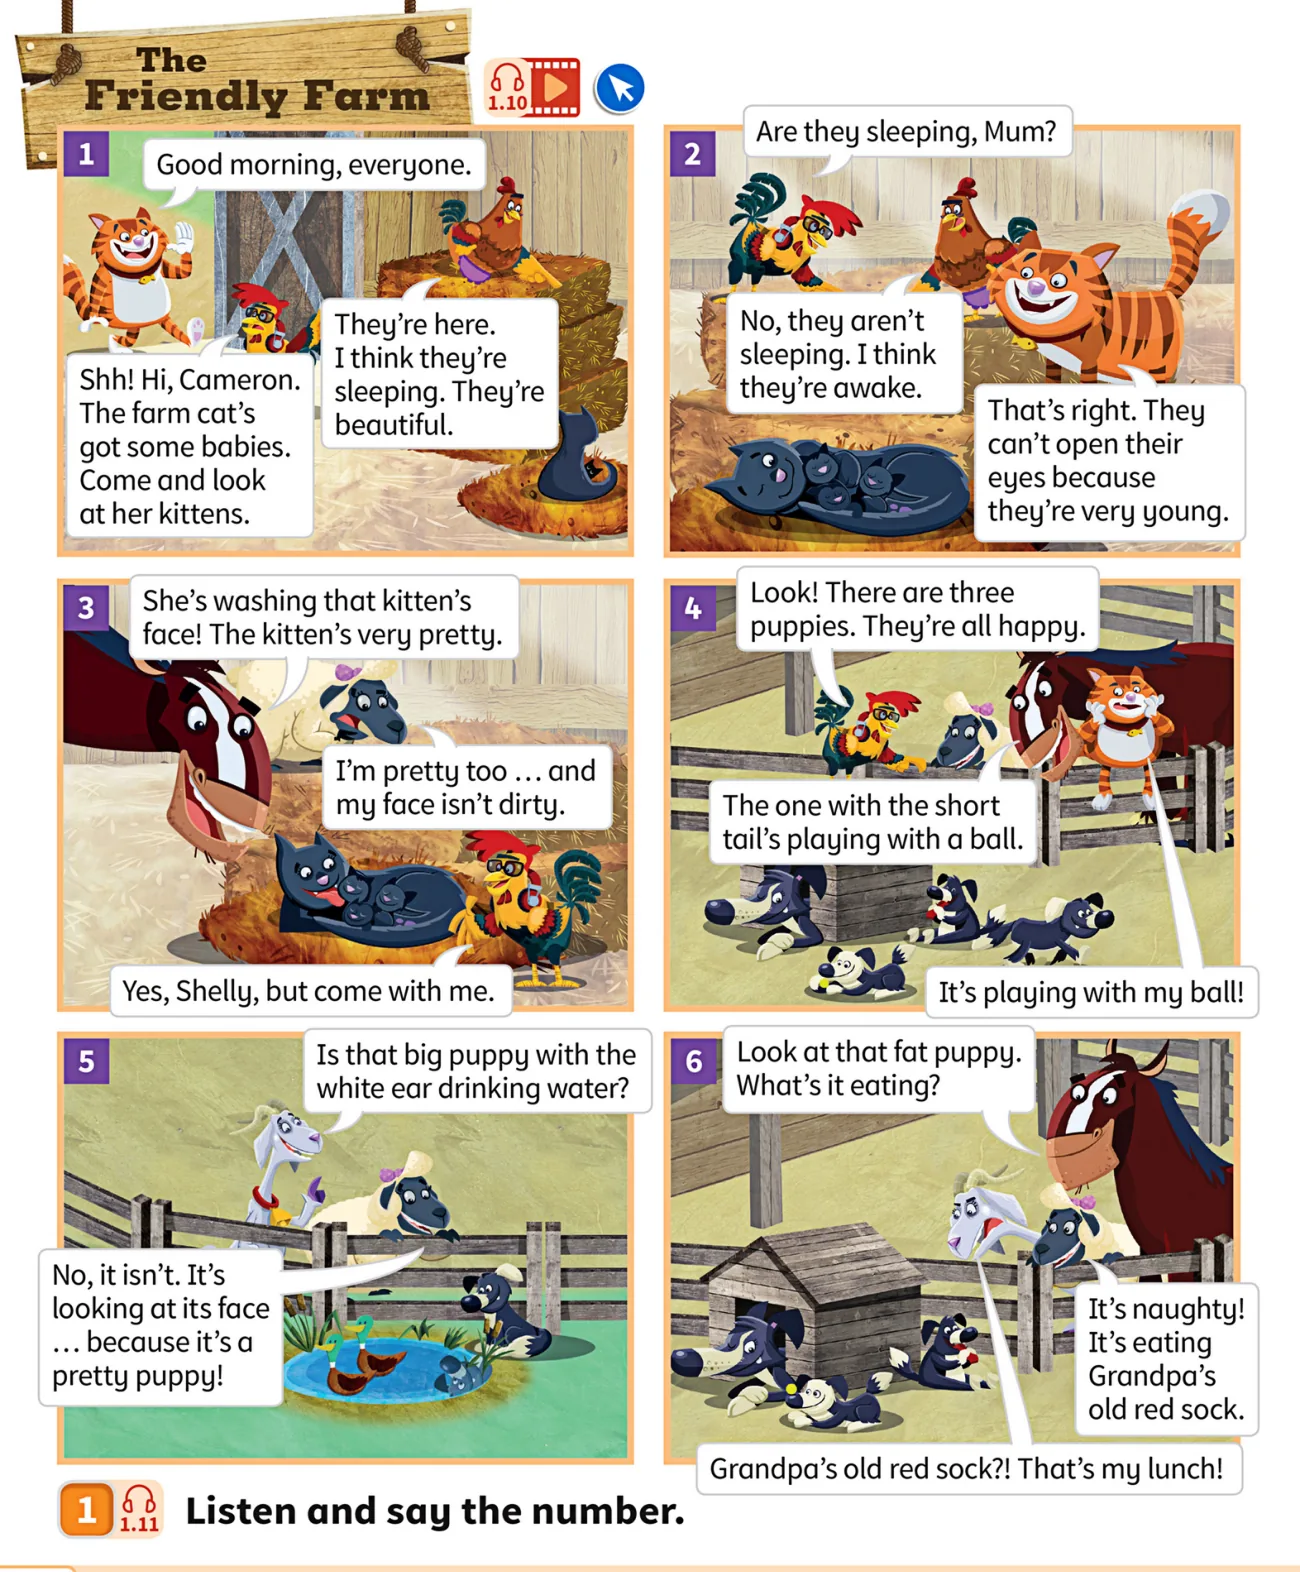 The
Friendly Farm
1.10
1
Good morning, everyone.
Shh! Hi, Cameron.
The farm cat's
got some babies.
Come and look
at her kittens.
They're here.
I think they're
sleeping. They're
beautiful.
2
Are they sleeping, Mum?
No, they aren't
sleeping. I think
they're awake.
That's right. They
can't open their
eyes because
they're very young.
3
She's washing that kitten's
face! The kitten's very pretty.
I'm pretty too ... and
my face isn't dirty.
Yes, Shelly, but come with me.
4
Look! There are three
puppies. They're all happy.
The one with the short
tail's playing with a ball.
It's playing with my ball!
5
Is that big puppy with the
white ear drinking water?
No, it isn't. It's
looking at its face
... because it's a
pretty puppy!
6
Look at that fat puppy.
What's it eating?
It's naughty!
It's eating
Grandpa's
old red sock.
Grandpa's old red sock?! That's my lunch!
1
1.11
Listen and say the number.